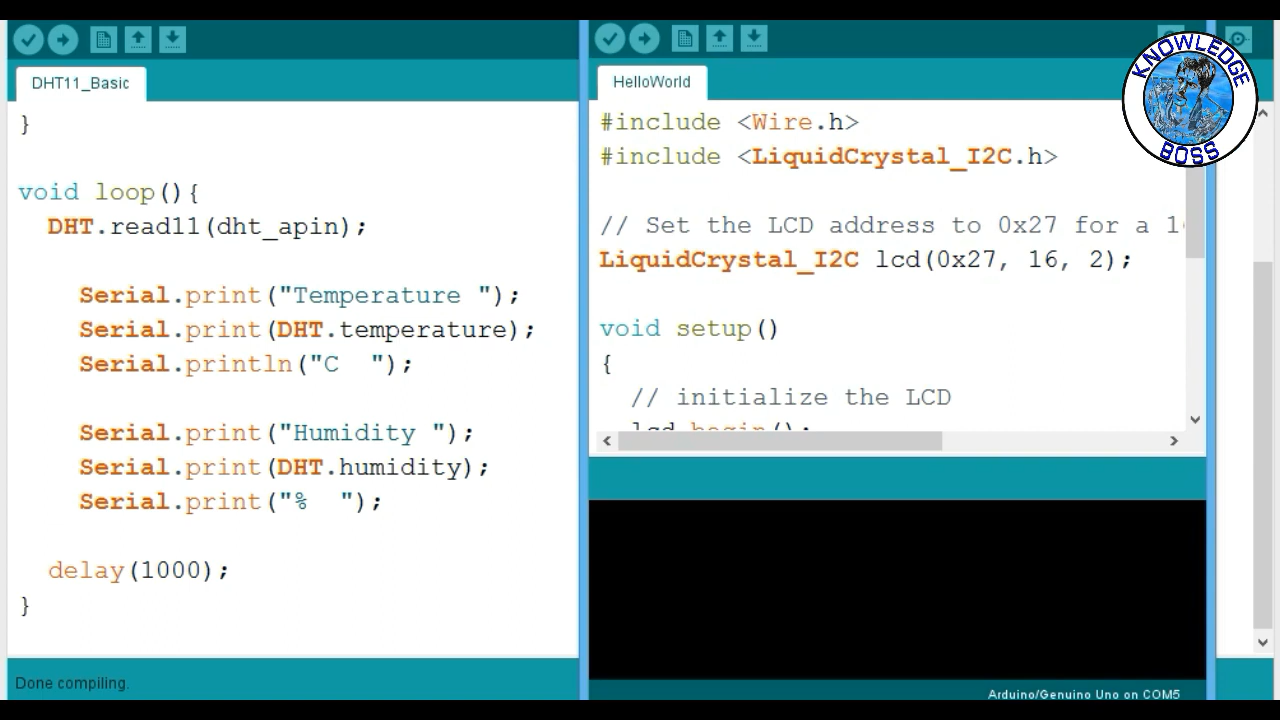 DHT11_Basic
}
void loop(){
DHT.read11(dht_apin);
Serial.print("Temperature ");
Serial.print(DHT.temperature);
Serial.println("C  ");
Serial.print("Humidity ");
Serial.print(DHT.humidity);
Serial.print("%  ");
delay(1000);
}
Done compiling.
HelloWorld
#include <Wire.h>
#include <LiquidCrystal_I2C.h>
// Set the LCD address to 0x27 for a 1
LiquidCrystal_I2C lcd(0x27, 16, 2);
void setup()
{
// initialize the LCD
lcd.begin();
Arduino/Genuino Uno on COM5
KNOWLEDGE
BOSS